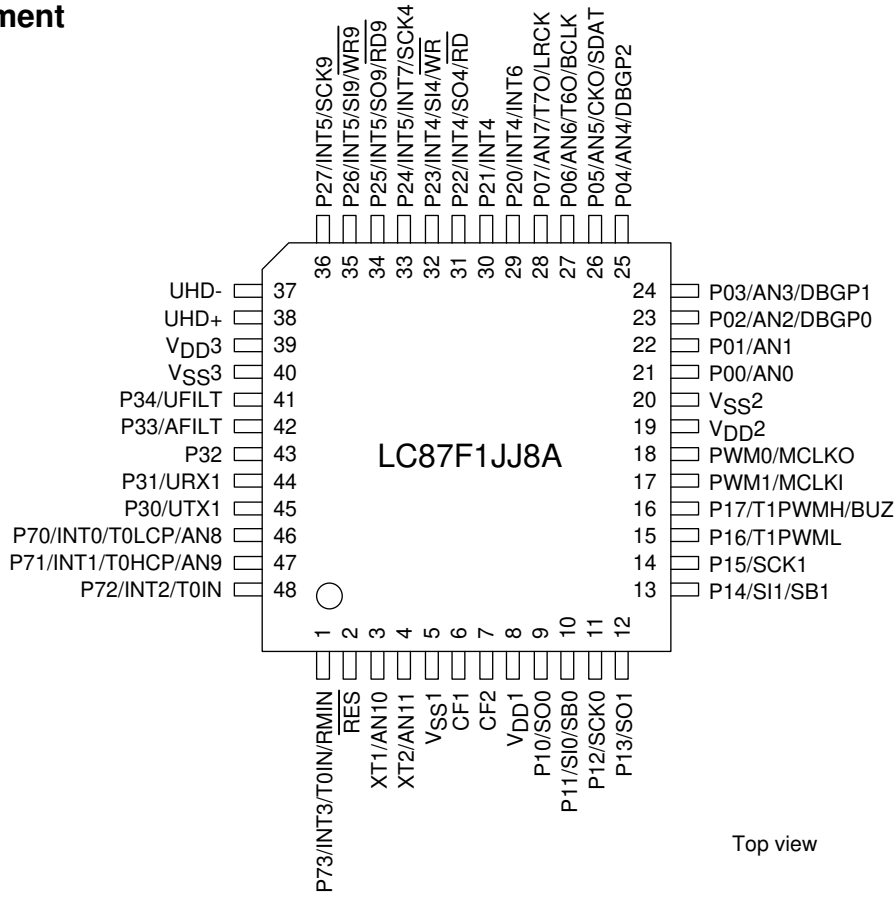 ment
P27/INT5/SCK9
P26/INT5/SI9/WR9
P25/INT5/SO9/RD9
P24/INT5/INT7/SCK4
P23/INT4/SI4/WR
P22/INT4/SO4/RD
P21/INT4
P20/INT4/INT6
P07/AN7/T7O/LRCK
P06/AN6/T6O/BCLK
P05/AN5/CKO/SDAT
P04/AN4/DBGP2
36
35
34
33
32
31
30
29
28
27
26
25
UHD- 37
UHD+ 38
VDD3 39
VSS3 40
P34/UFILT 41
P33/AFILT 42
P32 43
P31/URX1 44
P30/UTX1 45
P70/INT0/T0LCP/AN8 46
P71/INT1/T0HCP/AN9 47
P72/INT2/T0IN 48
LC87F1JJ8A
24 P03/AN3/DBGP1
23 P02/AN2/DBGP0
22 P01/AN1
21 P00/AN0
20 VSS2
19 VDD2
18 PWM0/MCLKO
17 PWM1/MCLKI
16 P17/T1PWMH/BUZ
15 P16/T1PWML
14 P15/SCK1
13 P14/SI1/SB1
1
2
3
4
5
6
7
8
9
10
11
12
P73/INT3/T0IN/RMIN
RES
XT1/AN10
XT2/AN11
VSS1
CF1
CF2
VDD1
P10/SO0
P11/SI0/SB0
P12/SCK0
P13/SO1
Top view